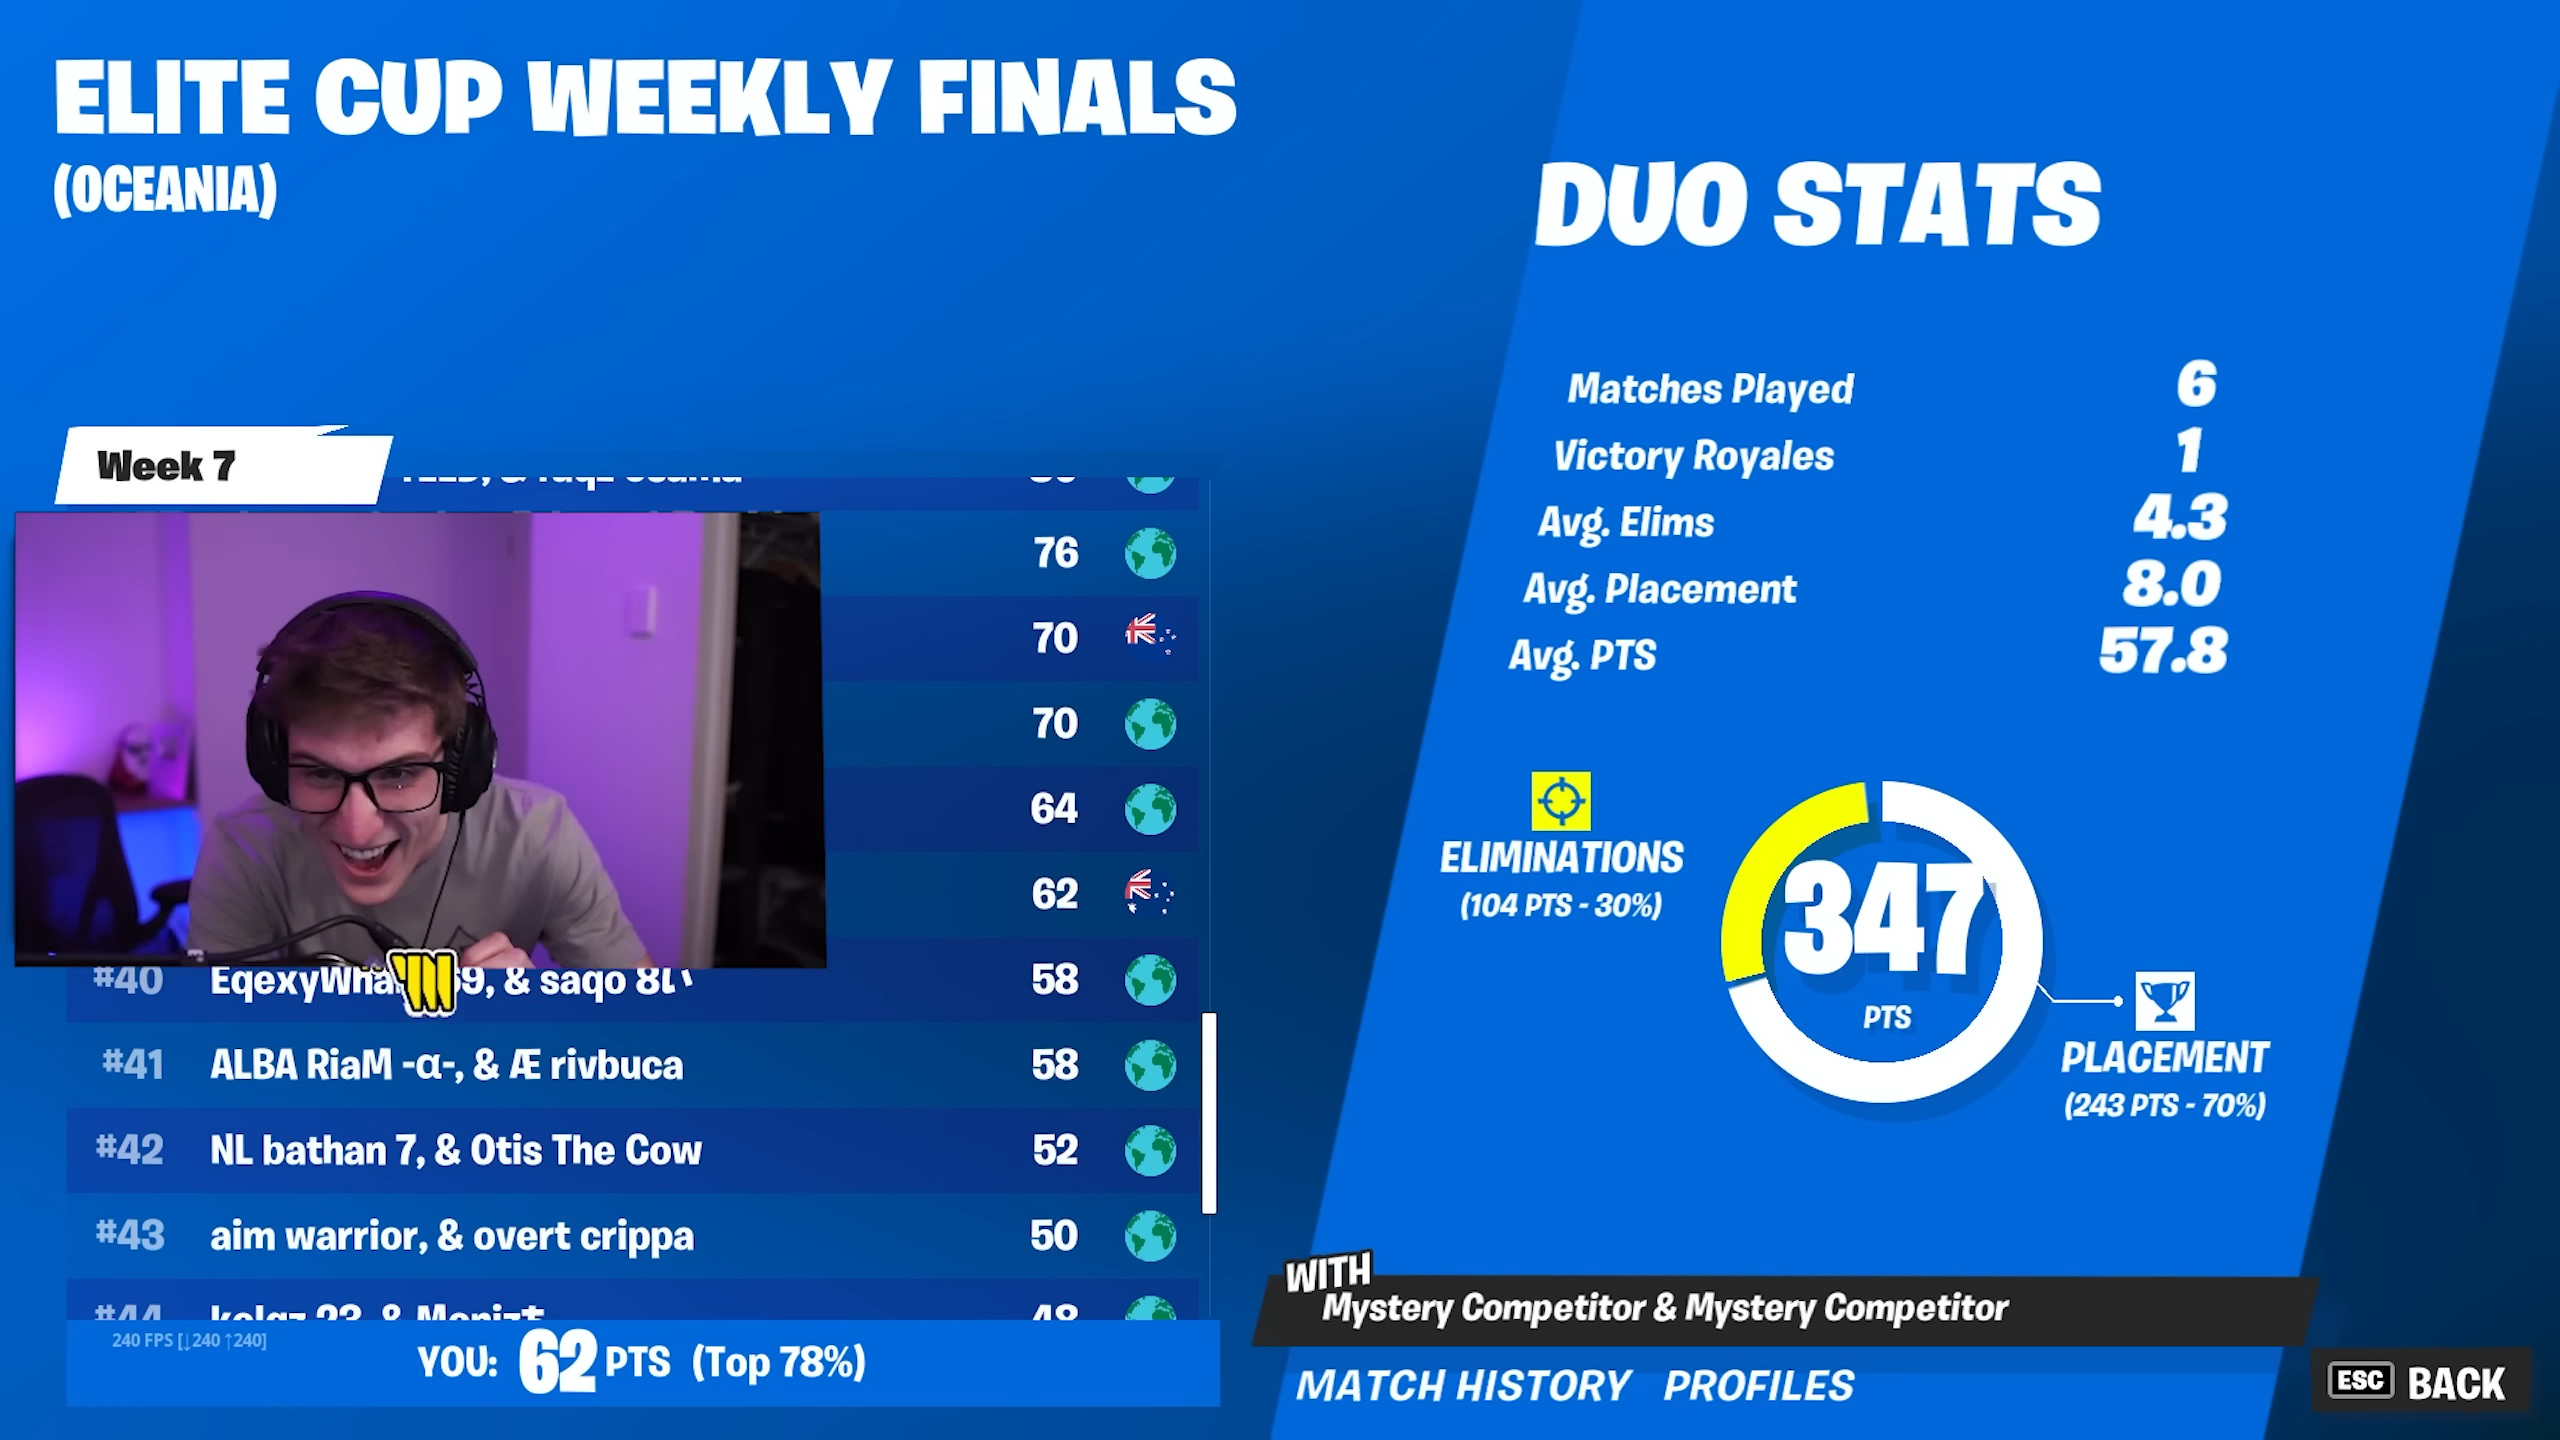 ELITE CUP WEEKLY FINALS
(OCEANIA)
Week 7
76
70
70
64
62
#40 & saqo 58
#41 ALBA RiaM -α-, & Æ rivbuca 58
#42 NL bathan 7, & Otis The Cow 52
#43 aim warrior, & overt crippa 50
#44 48
240 FPS [↓240 ↑240]
YOU: 62 PTS (Top 78%)
DUO STATS
Matches Played 6
Victory Royales 1
Avg. Elims 4.3
Avg. Placement 8.0
Avg. PTS 57.8
ELIMINATIONS
(104 PTS - 30%)
347
PTS
PLACEMENT
(243 PTS - 70%)
WITH
Mystery Competitor & Mystery Competitor
MATCH HISTORY PROFILES
ESC BACK